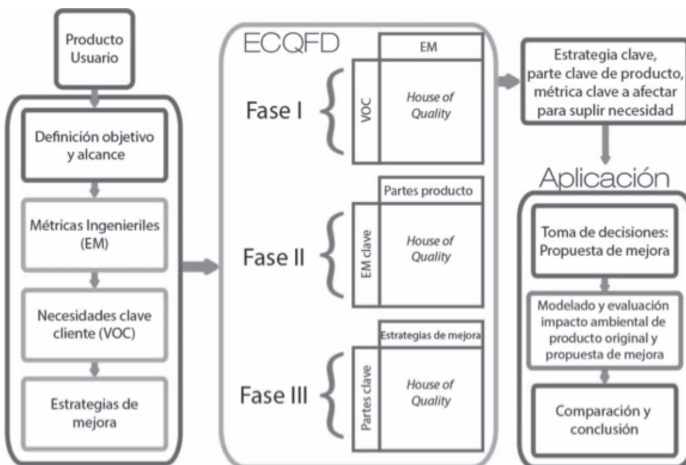 Producto
Usuario
Definición objetivo
y alcance
Métricas Ingenieriles
(EM)
Necesidades clave
cliente (VOC)
Estrategias de
mejora
ECQFD
Fase I
EM
VOC
House of
Quality
Fase II
Partes producto
EM clave
House of
Quality
Fase III
Estrategias de mejora
Partes clave
House of
Quality
Estrategia clave,
parte clave de producto,
métrica clave a afectar
para suplir necesidad
Aplicación
Toma de decisiones:
Propuesta de mejora
Modelado y evaluación
impacto ambiental de
producto original y
propuesta de mejora
Comparación y
conclusión